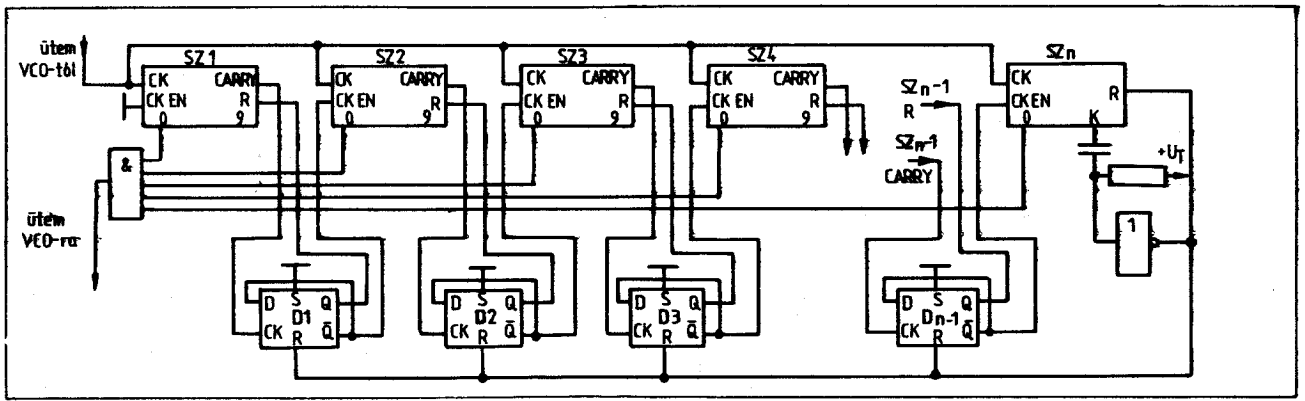 ütem
VCO-tól
SZ1
CK
CARRY
CK EN
R
0
9
SZ2
CK
CARRY
CK EN
R
0
9
SZ3
CK
CARRY
CK EN
R
0
9
SZ4
CK
CARRY
CK EN
R
0
9
SZn-1
R
SZn-1
CARRY
SZn
CK
CK EN
R
0
K
+UT
1
&
ütem
VCO-ra
D
S
Q
D1
CK
R
Q̅
D
S
Q
D2
CK
R
Q̅
D
S
Q
D3
CK
R
Q̅
D
S
Q
Dn-1
CK
R
Q̅